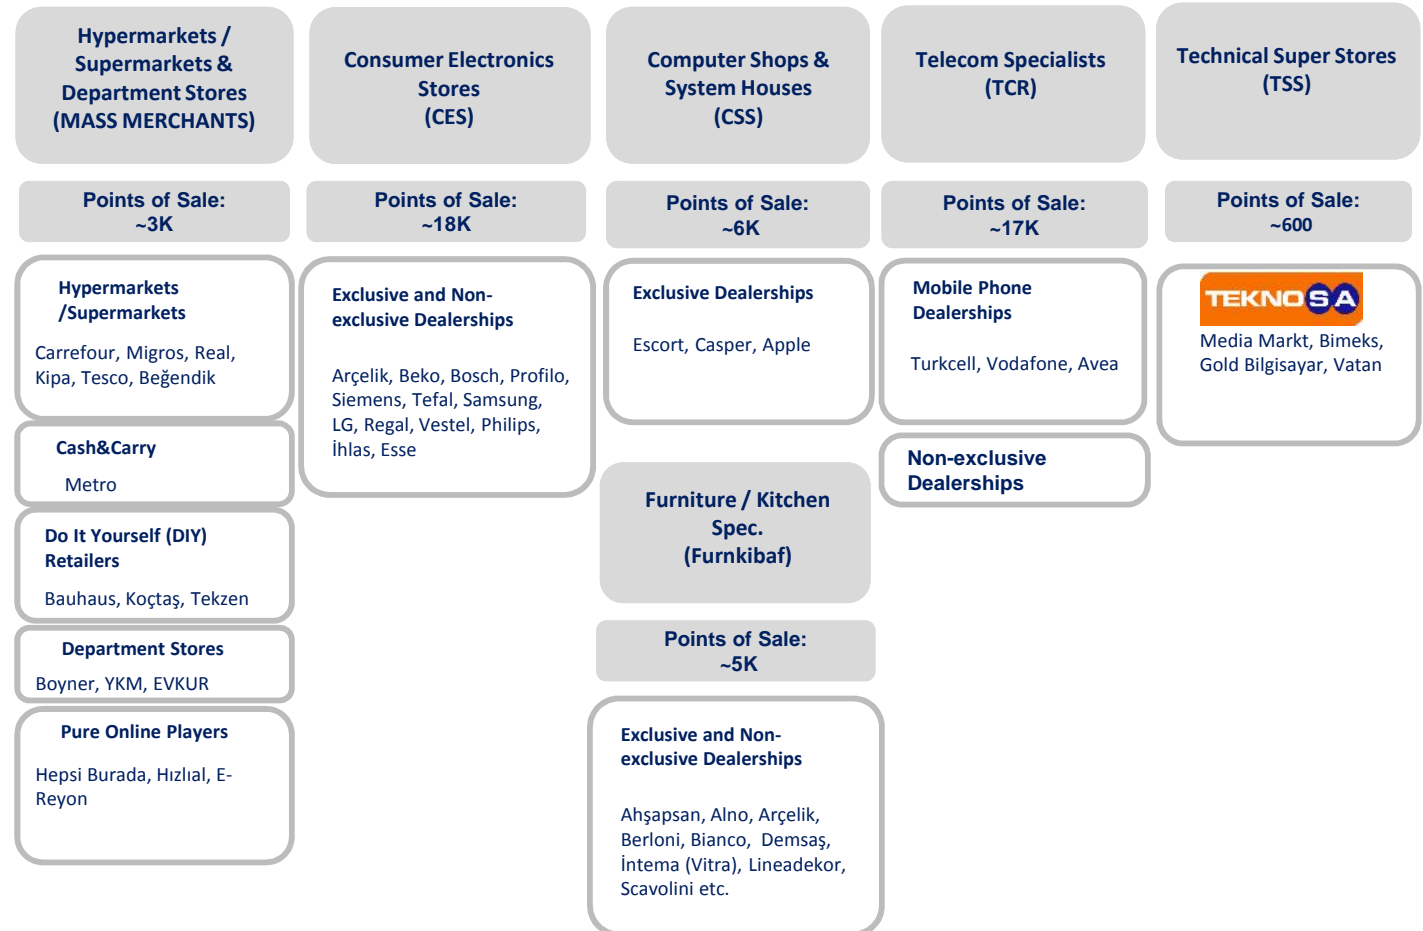 Hypermarkets /
Supermarkets &
Department Stores
(MASS MERCHANTS)
Points of Sale:
~3K
Hypermarkets
/Supermarkets
Carrefour, Migros, Real,
Kipa, Tesco, Beğendik
Cash&Carry
Metro
Do It Yourself (DIY)
Retailers
Bauhaus, Koçtaş, Tekzen
Department Stores
Boyner, YKM, EVKUR
Pure Online Players
Hepsi Burada, Hızlıal, E-
Reyon
Consumer Electronics
Stores
(CES)
Points of Sale:
~18K
Exclusive and Non-
exclusive Dealerships
Arçelik, Beko, Bosch, Profilo,
Siemens, Tefal, Samsung,
LG, Regal, Vestel, Philips,
İhlas, Esse
Computer Shops &
System Houses
(CSS)
Points of Sale:
~6K
Exclusive Dealerships
Escort, Casper, Apple
Furniture / Kitchen
Spec.
(Furnkibaf)
Points of Sale:
~5K
Exclusive and Non-
exclusive Dealerships
Ahşapsan, Alno, Arçelik,
Berloni, Bianco, Demsaş,
İntema (Vitra), Lineadekor,
Scavolini etc.
Telecom Specialists
(TCR)
Points of Sale:
~17K
Mobile Phone
Dealerships
Turkcell, Vodafone, Avea
Non-exclusive
Dealerships
Technical Super Stores
(TSS)
Points of Sale:
~600
TEKNOSA
Media Markt, Bimeks,
Gold Bilgisayar, Vatan